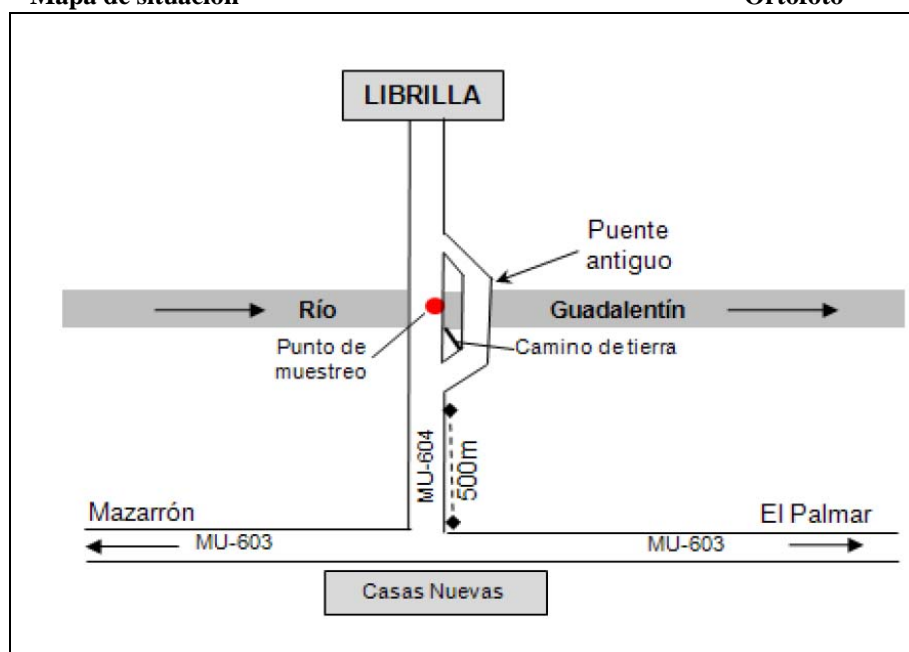 Mapa de situación
Ortofoto
LIBRILLA
Puente
antiguo
Río
Guadalentín
Punto de
muestreo
Camino de tierra
MU-604
500m
Mazarrón
El Palmar
MU-603
MU-603
Casas Nuevas